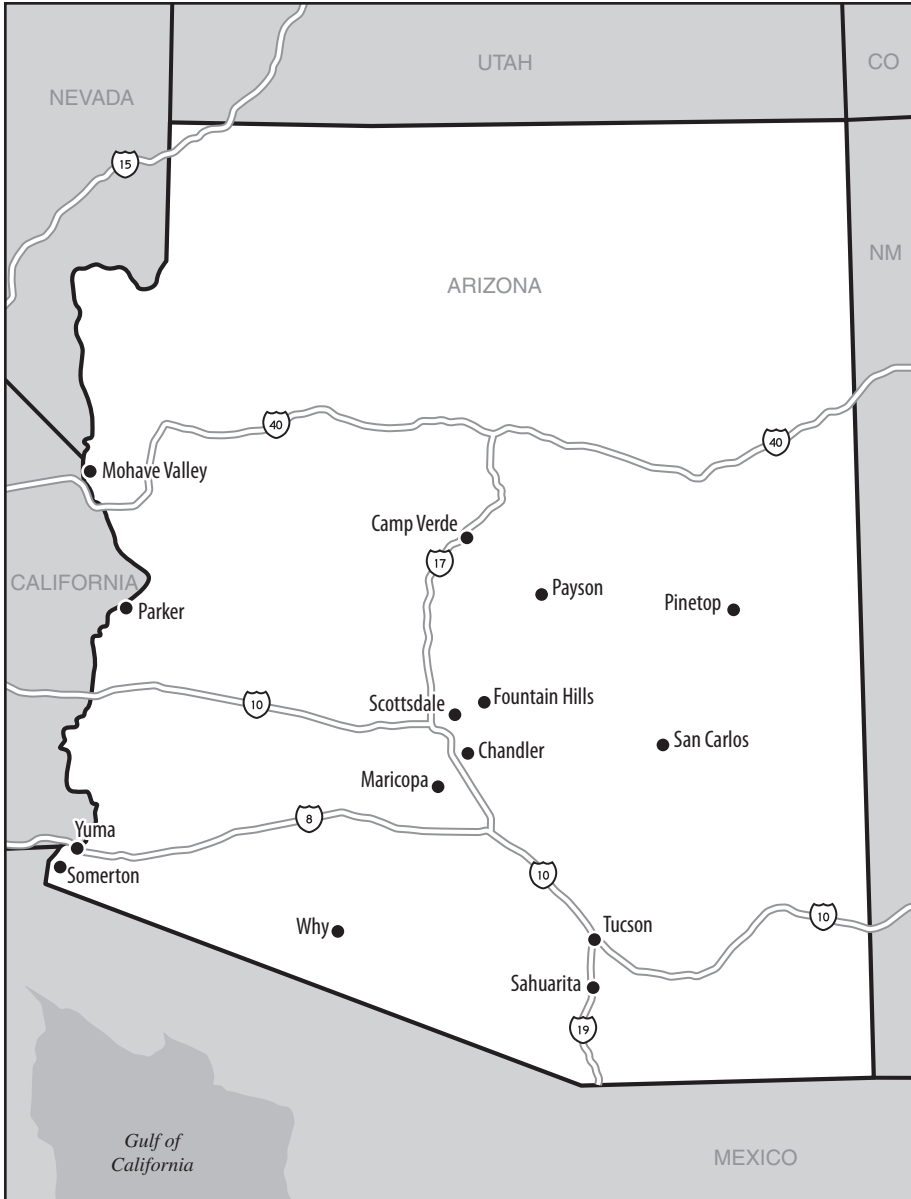 UTAH
CO
NEVADA
15
NM
ARIZONA
40
40
Mohave Valley
Camp Verde
17
CALIFORNIA
Payson
Pinetop
Parker
10
Scottsdale
Fountain Hills
San Carlos
Chandler
Maricopa
8
Yuma
Somerton
10
10
Why
Tucson
Sahuarita
19
Gulf of
California
MEXICO